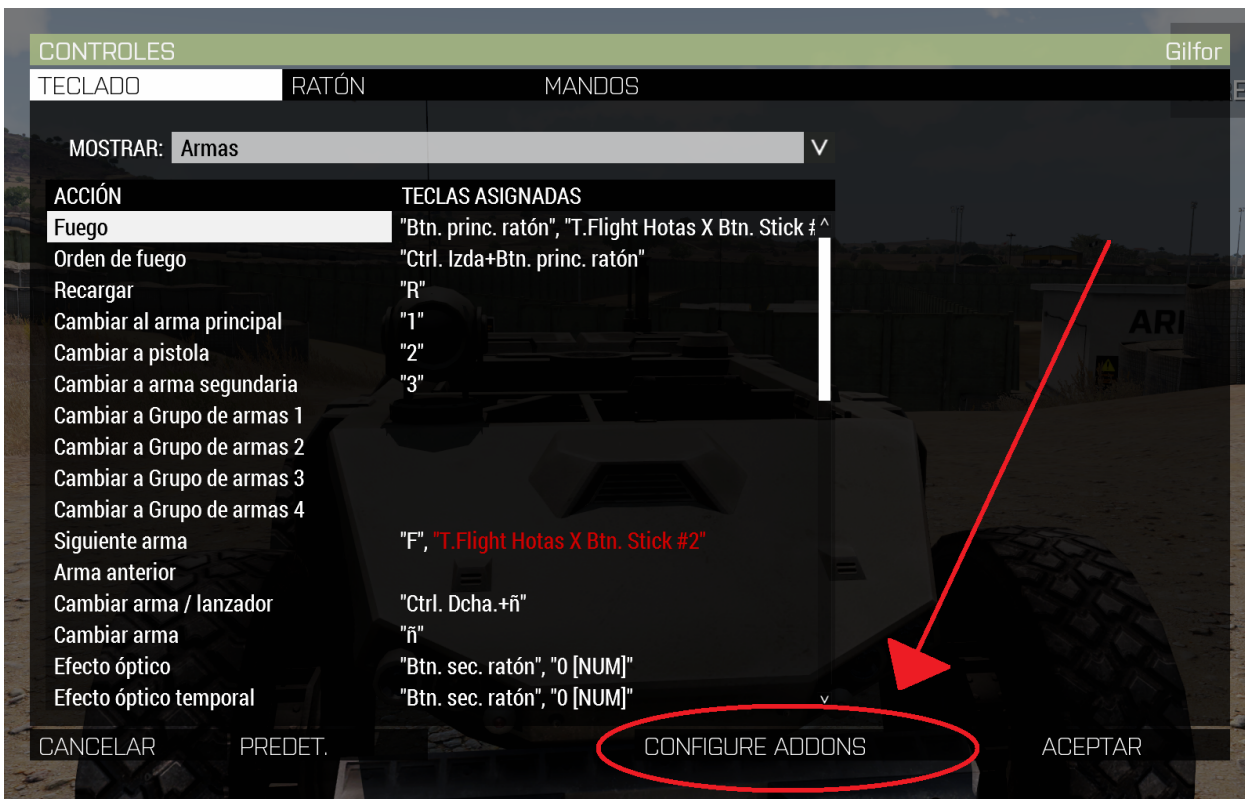 CONTROLES Gilfor
TECLADO RATÓN MANDOS
MOSTRAR: Armas
ACCIÓN TECLAS ASIGNADAS
Fuego "Btn. princ. ratón", "T.Flight Hotas X Btn. Stick #
Orden de fuego "Ctrl. Izda+Btn. princ. ratón"
Recargar "R"
Cambiar al arma principal "1"
Cambiar a pistola "2"
Cambiar a arma segundaria "3"
Cambiar a Grupo de armas 1
Cambiar a Grupo de armas 2
Cambiar a Grupo de armas 3
Cambiar a Grupo de armas 4
Siguiente arma "F", "T.Flight Hotas X Btn. Stick #2"
Arma anterior
Cambiar arma / lanzador "Ctrl. Dcha.+ñ"
Cambiar arma "ñ"
Efecto óptico "Btn. sec. ratón", "0 [NUM]"
Efecto óptico temporal "Btn. sec. ratón", "0 [NUM]"
CANCELAR PREDET. CONFIGURE ADDONS ACEPTAR